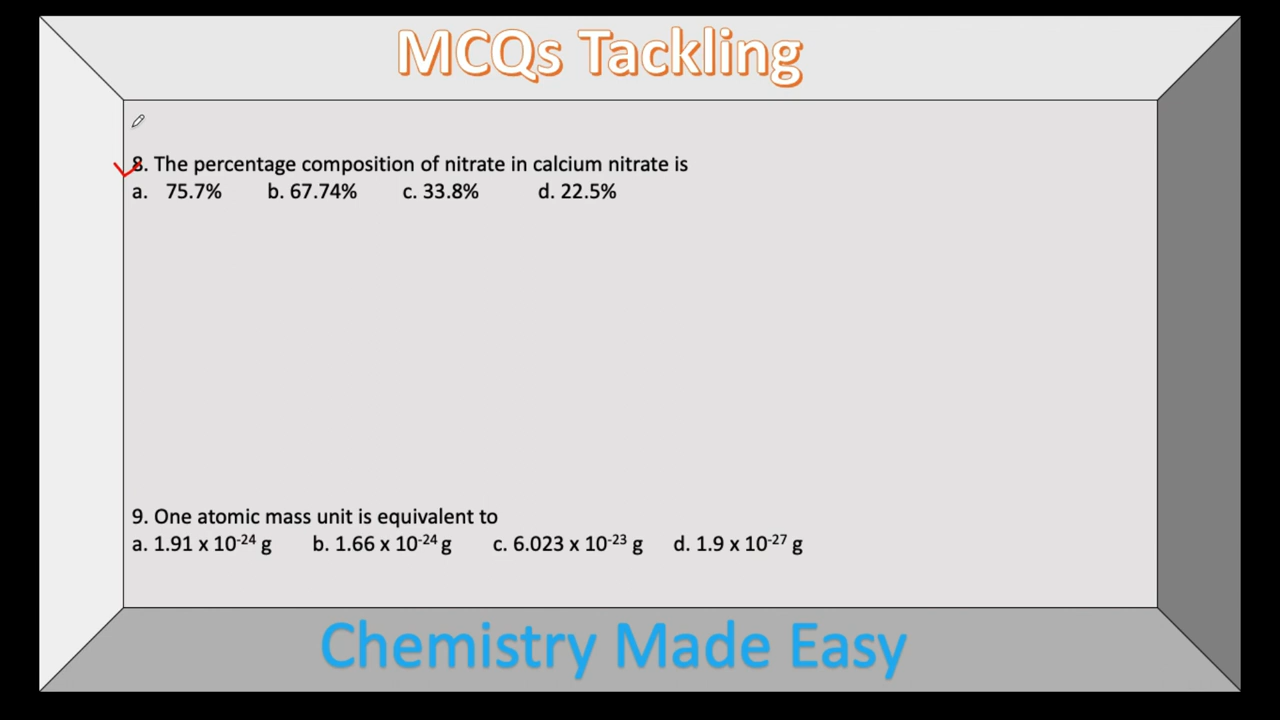 MCQs Tackling
8. The percentage composition of nitrate in calcium nitrate is
a. 75.7% b. 67.74% c. 33.8% d. 22.5%
9. One atomic mass unit is equivalent to
a. 1.91 x 10⁻²⁴ g b. 1.66 x 10⁻²⁴ g c. 6.023 x 10⁻²³ g d. 1.9 x 10⁻²⁷ g
Chemistry Made Easy